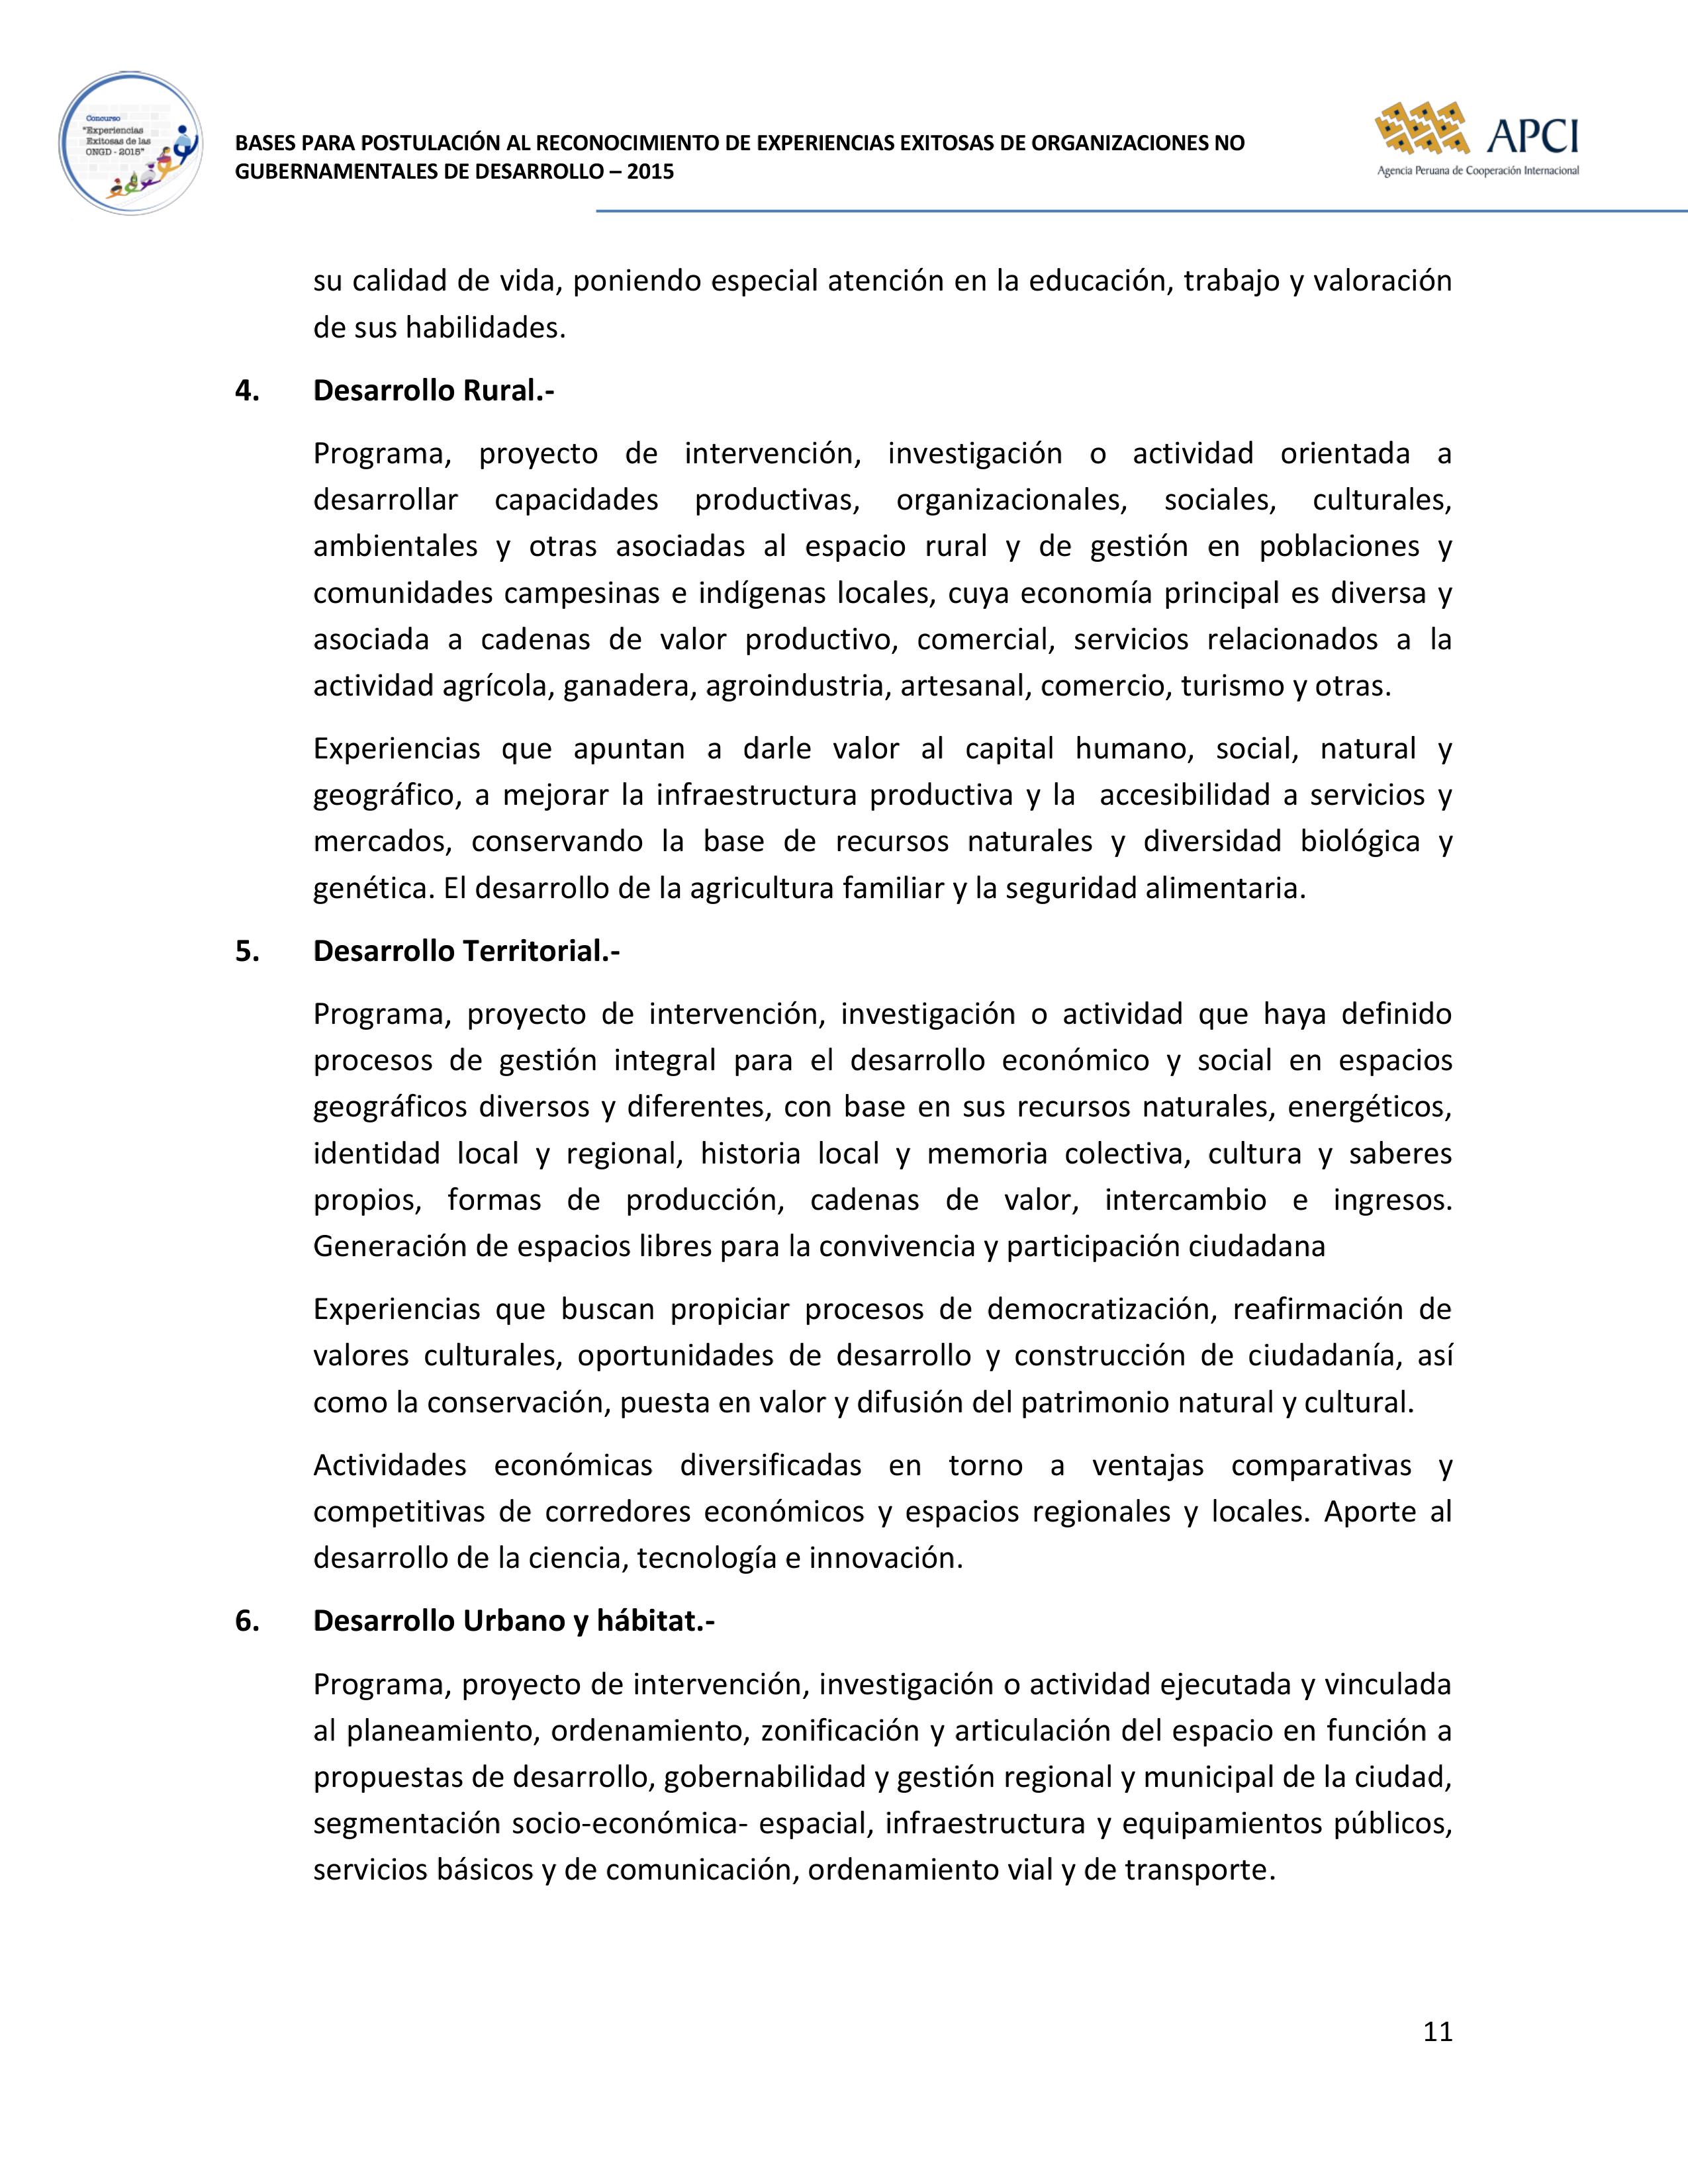 Concurso
"Experiencias
Exitosas de las
ONGD - 2015"
BASES PARA POSTULACIÓN AL RECONOCIMIENTO DE EXPERIENCIAS EXITOSAS DE ORGANIZACIONES NO
GUBERNAMENTALES DE DESARROLLO – 2015
APCI
Agencia Peruana de Cooperación Internacional
su calidad de vida, poniendo especial atención en la educación, trabajo y valoración
de sus habilidades.
4. Desarrollo Rural.-
Programa, proyecto de intervención, investigación o actividad orientada a
desarrollar capacidades productivas, organizacionales, sociales, culturales,
ambientales y otras asociadas al espacio rural y de gestión en poblaciones y
comunidades campesinas e indígenas locales, cuya economía principal es diversa y
asociada a cadenas de valor productivo, comercial, servicios relacionados a la
actividad agrícola, ganadera, agroindustria, artesanal, comercio, turismo y otras.
Experiencias que apuntan a darle valor al capital humano, social, natural y
geográfico, a mejorar la infraestructura productiva y la accesibilidad a servicios y
mercados, conservando la base de recursos naturales y diversidad biológica y
genética. El desarrollo de la agricultura familiar y la seguridad alimentaria.
5. Desarrollo Territorial.-
Programa, proyecto de intervención, investigación o actividad que haya definido
procesos de gestión integral para el desarrollo económico y social en espacios
geográficos diversos y diferentes, con base en sus recursos naturales, energéticos,
identidad local y regional, historia local y memoria colectiva, cultura y saberes
propios, formas de producción, cadenas de valor, intercambio e ingresos.
Generación de espacios libres para la convivencia y participación ciudadana
Experiencias que buscan propiciar procesos de democratización, reafirmación de
valores culturales, oportunidades de desarrollo y construcción de ciudadanía, así
como la conservación, puesta en valor y difusión del patrimonio natural y cultural.
Actividades económicas diversificadas en torno a ventajas comparativas y
competitivas de corredores económicos y espacios regionales y locales. Aporte al
desarrollo de la ciencia, tecnología e innovación.
6. Desarrollo Urbano y hábitat.-
Programa, proyecto de intervención, investigación o actividad ejecutada y vinculada
al planeamiento, ordenamiento, zonificación y articulación del espacio en función a
propuestas de desarrollo, gobernabilidad y gestión regional y municipal de la ciudad,
segmentación socio-económica- espacial, infraestructura y equipamientos públicos,
servicios básicos y de comunicación, ordenamiento vial y de transporte.
11